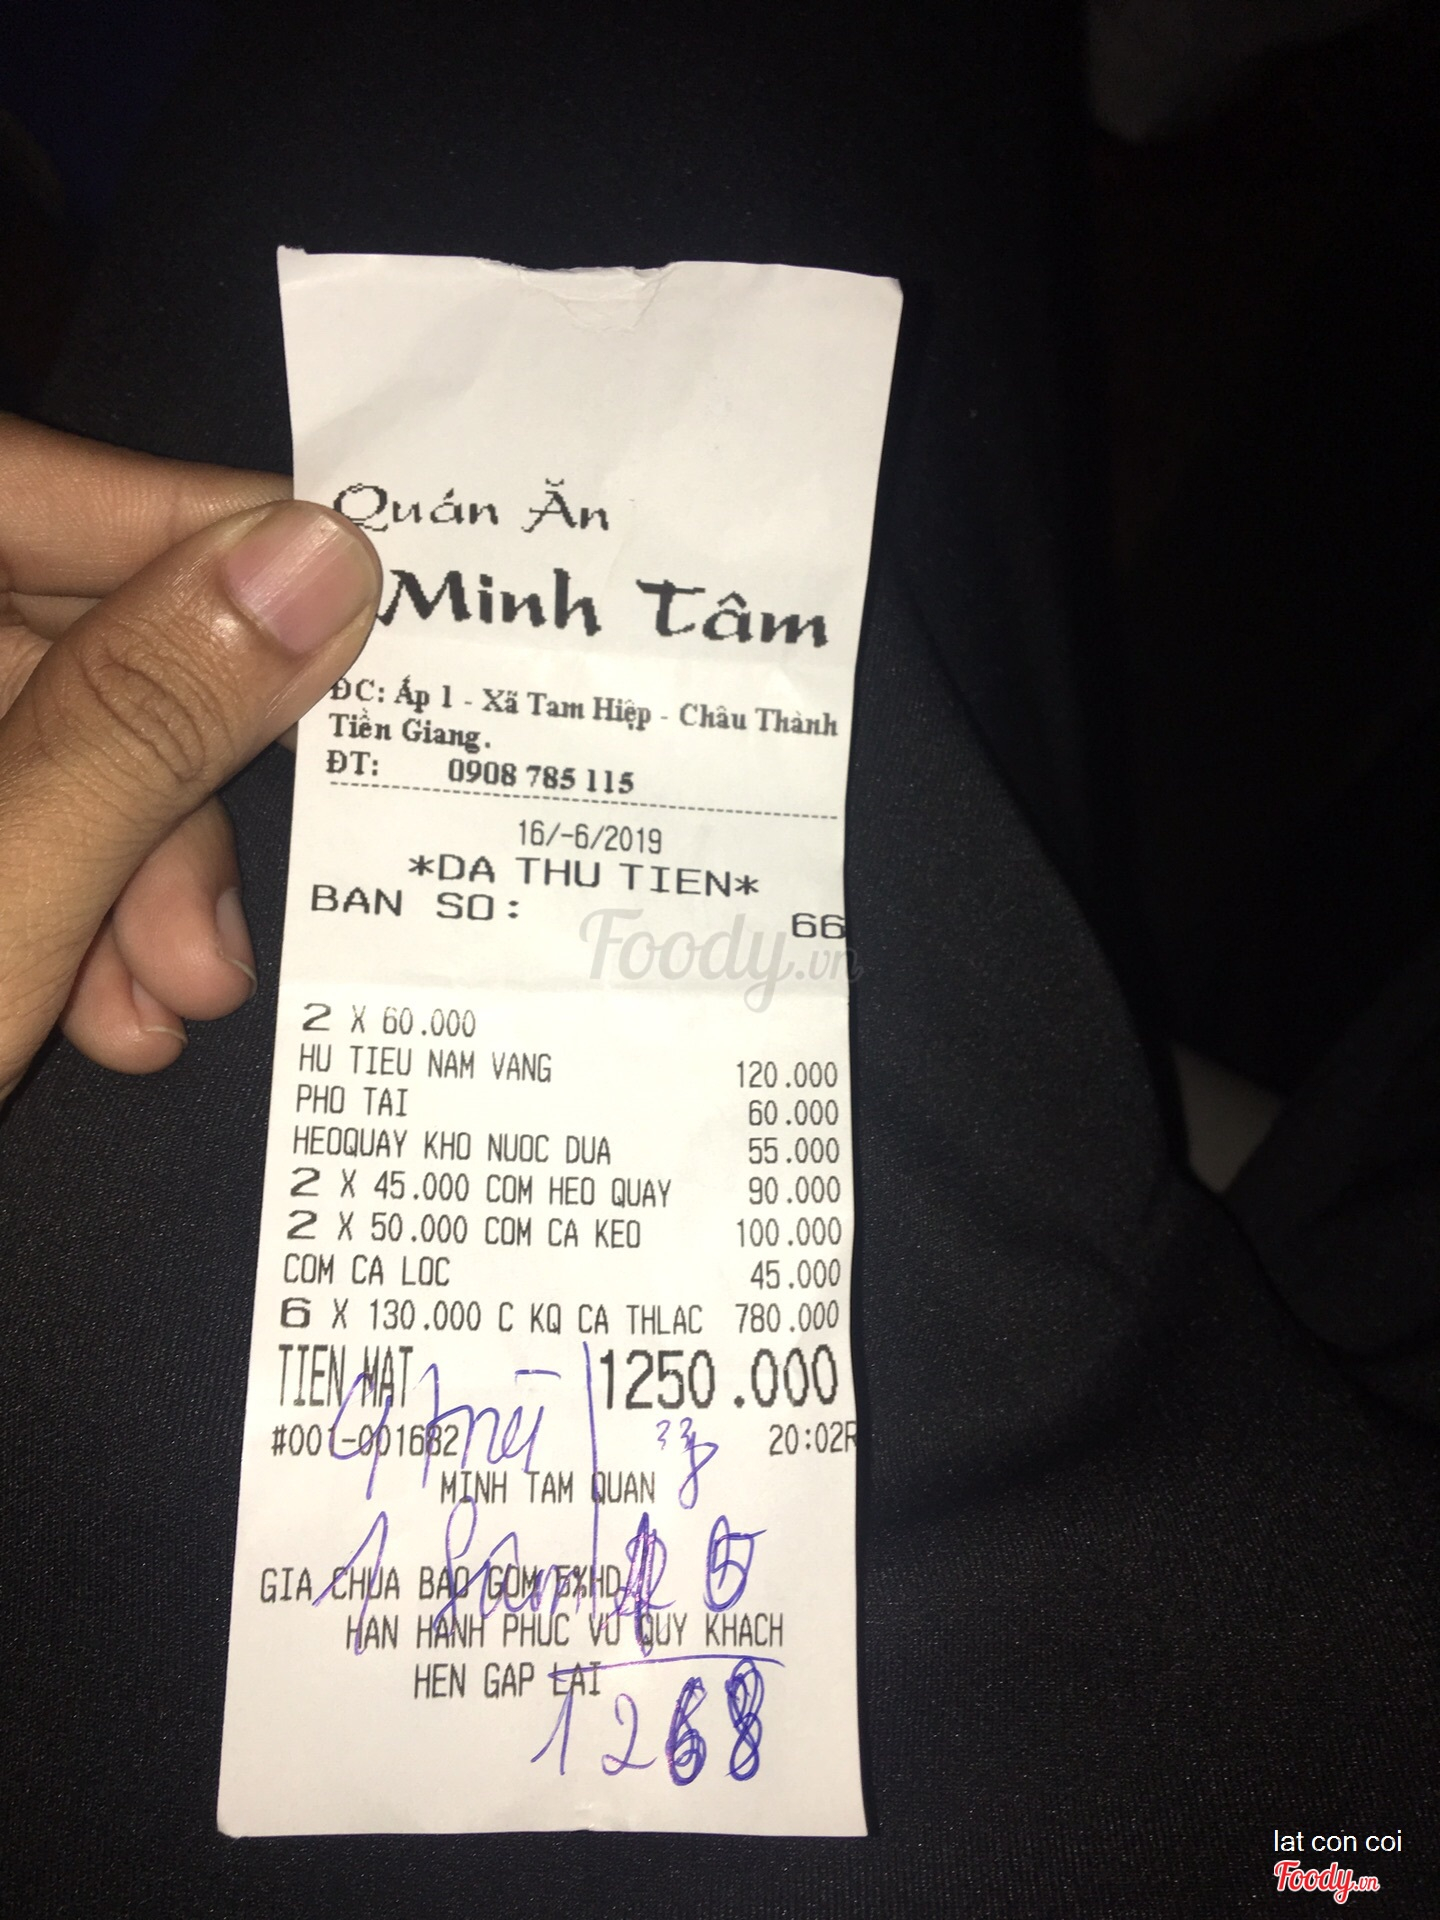 Quán Ăn
Minh Tâm
ĐC: Ấp 1 - Xã Tam Hiệp - Châu Thành
Tiền Giang.
ĐT: 0908 785 115
16/-6/2019
*DA THU TIEN*
BAN SO: 66
Foody.vn
2 X 60.000
HU TIEU NAM VANG 120.000
PHO TAI 60.000
HEOQUAY KHO NUOC DUA 55.000
2 X 45.000 COM HEO QUAY 90.000
2 X 50.000 COM CA KEO 100.000
COM CA LOC 45.000
6 X 130.000 C KQ CA THLAC 780.000
TIEN MAT 1250.000
#001-001682 20:02R
MINH TAM QUAN
GIA CHUA BAO GOM 5%HD
HAN HANH PHUC VU QUY KHACH
HEN GAP LAI
1268
lat con coi
Foody.vn